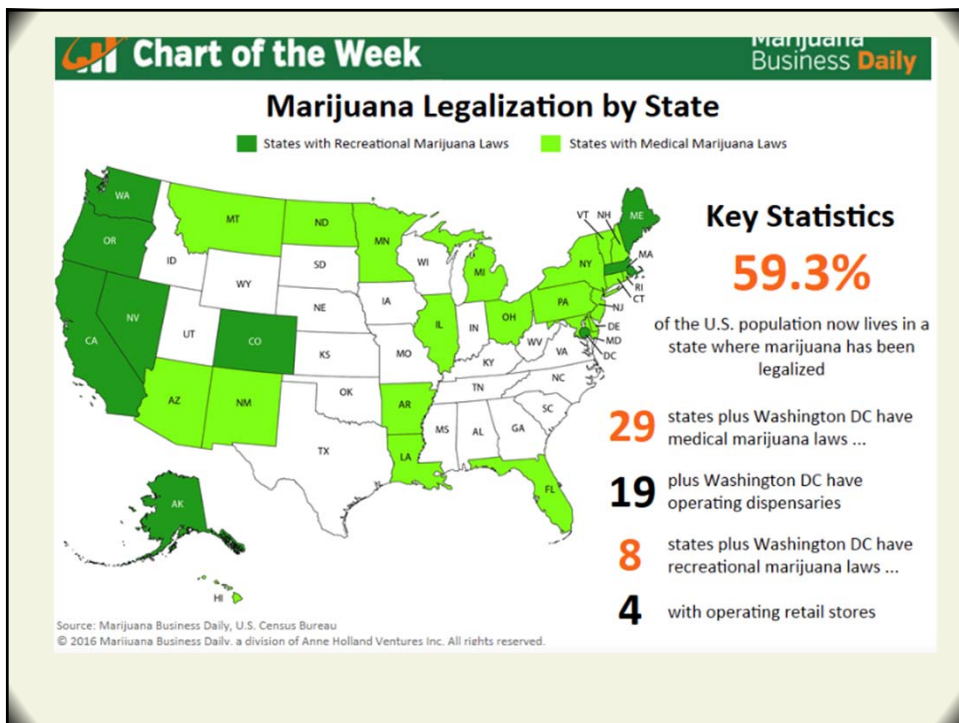 Chart of the Week
Marijuana
Business Daily
Marijuana Legalization by State
States with Recreational Marijuana Laws
States with Medical Marijuana Laws
WA
OR
CA
NV
ID
MT
WY
UT
CO
AZ
NM
ND
SD
NE
KS
OK
TX
MN
IA
MO
AR
LA
WI
IL
MI
IN
OH
KY
TN
MS
AL
GA
FL
SC
NC
VA
WV
PA
NY
VT
NH
ME
MA
RI
CT
NJ
DE
MD
DC
AK
HI
Key Statistics
59.3%
of the U.S. population now lives in a
state where marijuana has been
legalized
29 states plus Washington DC have
medical marijuana laws ...
19 plus Washington DC have
operating dispensaries
8 states plus Washington DC have
recreational marijuana laws ...
4 with operating retail stores
Source: Marijuana Business Daily, U.S. Census Bureau
© 2016 Marijuana Business Daily, a division of Anne Holland Ventures Inc. All rights reserved.